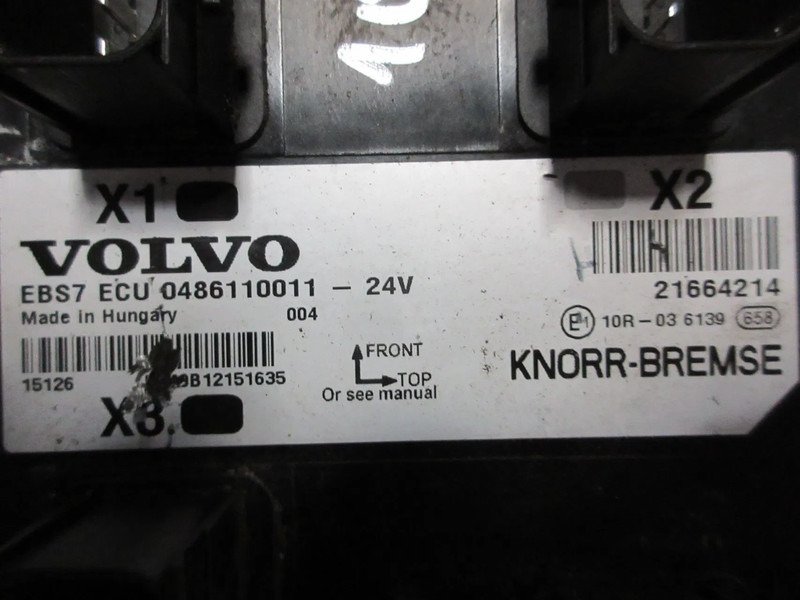 X1
X2
VOLVO
EBS7 ECU 0486110011 - 24V
21664214
Made in Hungary 004
E1 10R-03 6139 658
FRONT
KNORR-BREMSE
15126
B12151635
TOP
Or see manual
X3